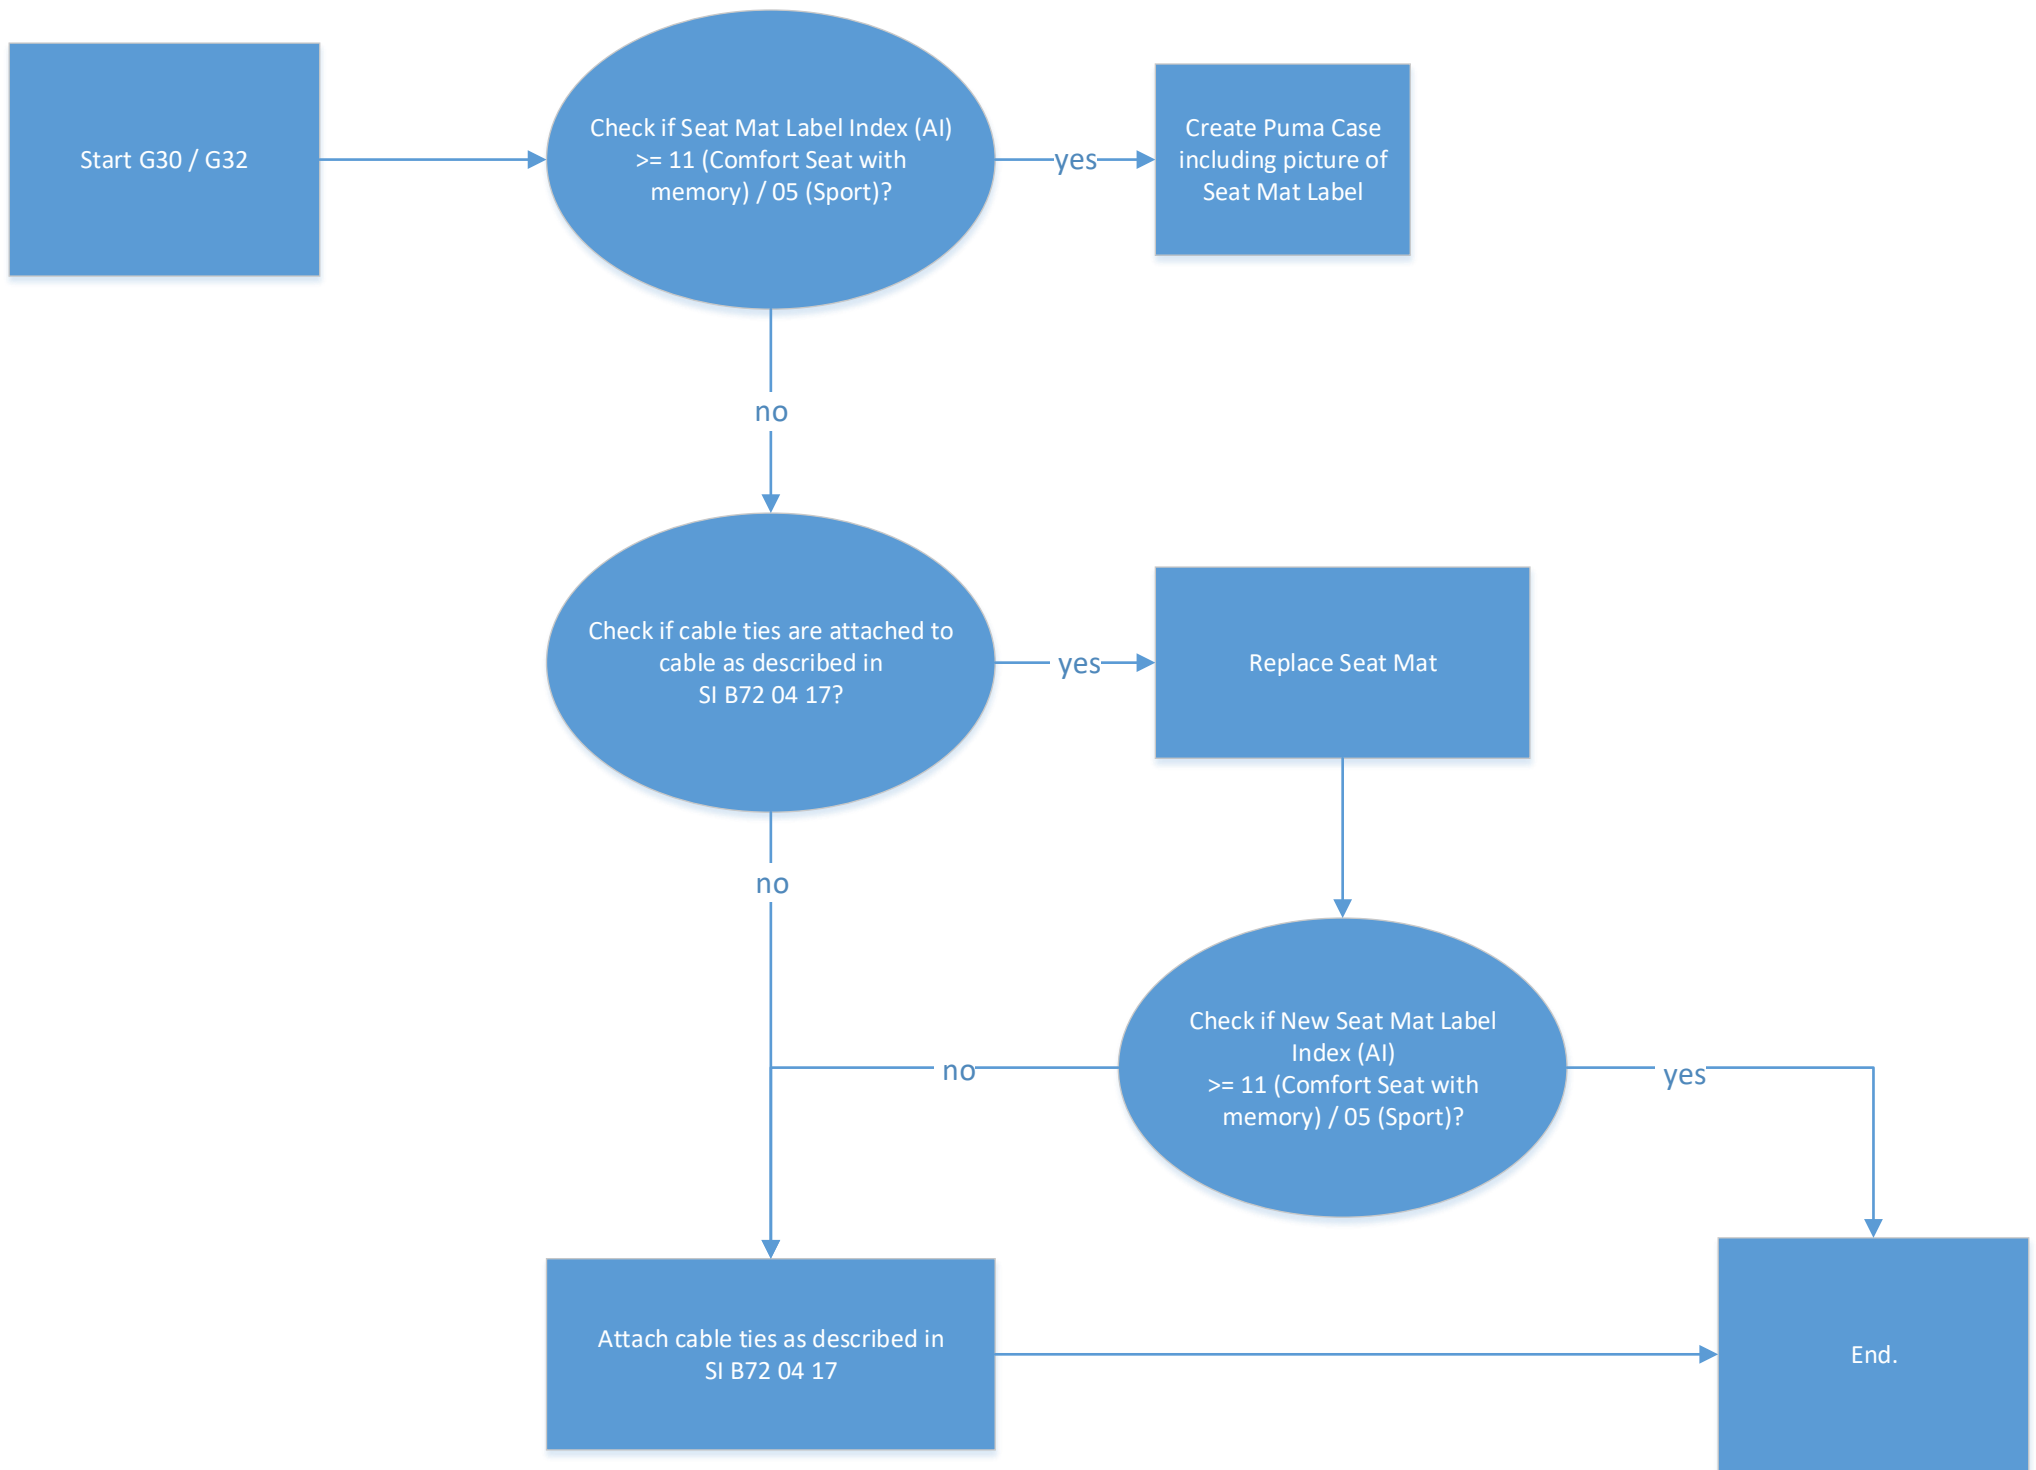 Start G30 / G32
Check if Seat Mat Label Index (AI)
>= 11 (Comfort Seat with
memory) / 05 (Sport)?
yes
Create Puma Case
including picture of
Seat Mat Label
no
Check if cable ties are attached to
cable as described in
SI B72 04 17?
yes
Replace Seat Mat
no
Check if New Seat Mat Label
Index (AI)
>= 11 (Comfort Seat with
memory) / 05 (Sport)?
no
yes
Attach cable ties as described in
SI B72 04 17
End.